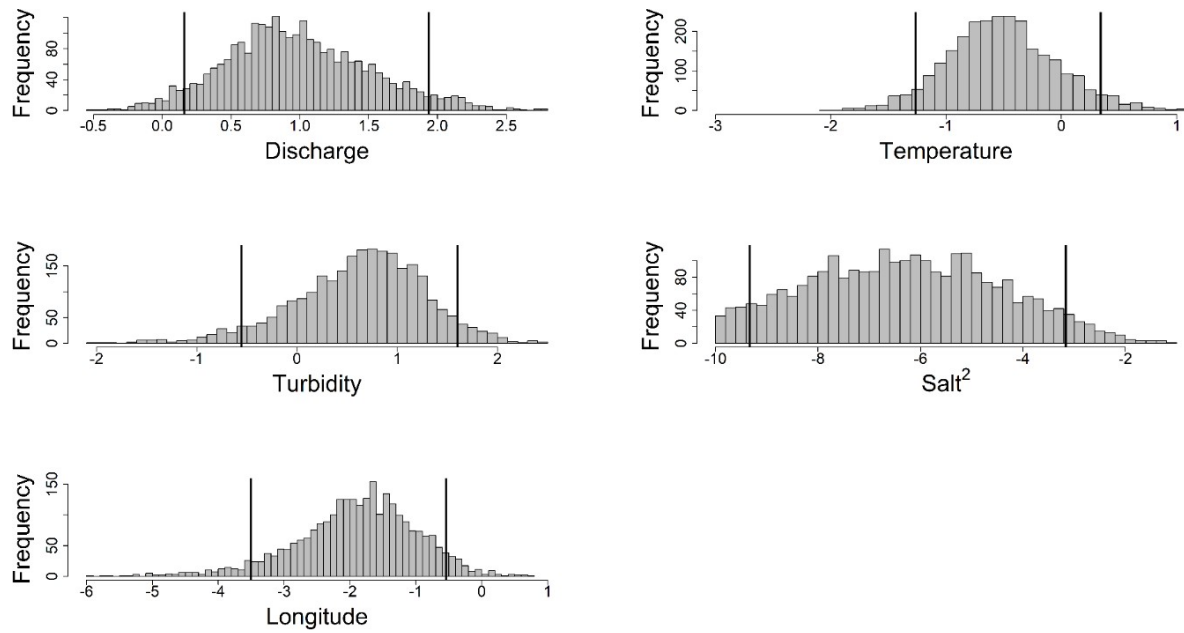 Frequency
0 40 80
-0.5 0.0 0.5 1.0 1.5 2.0 2.5
Discharge
Frequency
0 100 200
-3 -2 -1 0 1
Temperature
Frequency
0 50 150
-2 -1 0 1 2
Turbidity
Frequency
0 40 80
-10 -8 -6 -4 -2
Salt²
Frequency
0 50 150
-6 -5 -4 -3 -2 -1 0 1
Longitude